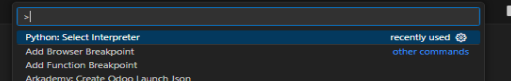 >
Python: Select Interpreter recently used
Add Browser Breakpoint other commands
Add Function Breakpoint
Arkademy: Create Odoo Launch Json